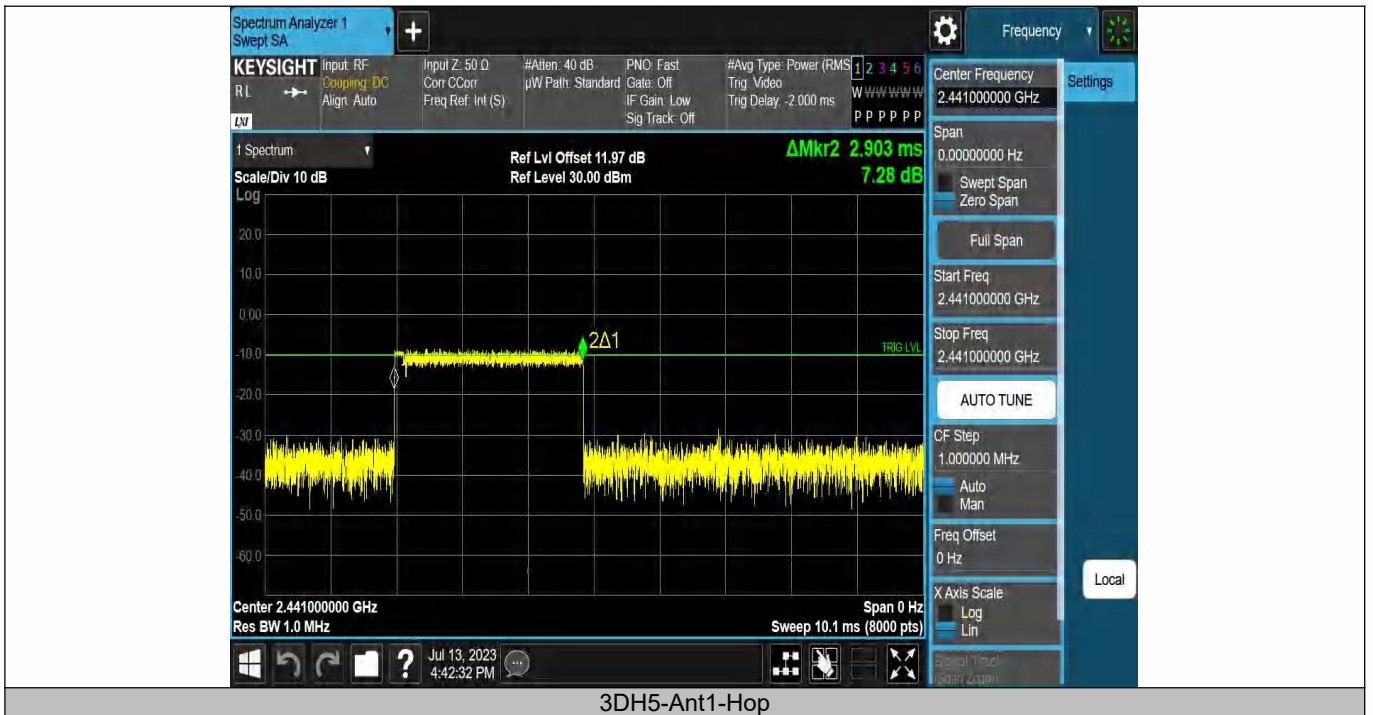 Spectrum Analyzer 1
Swept SA
Frequency
KEYSIGHT
R L
LXI
Input: RF
Coupling: DC
Align: Auto
Input Z: 50 Ω
Corr CCorr
Freq Ref: Int (S)
#Atten: 40 dB
µW Path: Standard
PNO: Fast
Gate: Off
IF Gain: Low
Sig Track: Off
#Avg Type: Power (RMS
Trig: Video
Trig Delay: -2.000 ms
1 2 3 4 5 6
W W W W W W
P P P P P P
1 Spectrum
Scale/Div 10 dB
Log
Ref Lvl Offset 11.97 dB
Ref Level 30.00 dBm
ΔMkr2 2.903 ms
7.28 dB
20.0
10.0
0.00
-10.0
-20.0
-30.0
-40.0
-50.0
-60.0
2Δ1
TRIG LVL
Center 2.441000000 GHz
Res BW 1.0 MHz
Span 0 Hz
Sweep 10.1 ms (8000 pts)
Center Frequency
2.441000000 GHz
Settings
Span
0.00000000 Hz
Swept Span
Zero Span
Full Span
Start Freq
2.441000000 GHz
Stop Freq
2.441000000 GHz
AUTO TUNE
CF Step
1.000000 MHz
Auto
Man
Freq Offset
0 Hz
X Axis Scale
Log
Lin
Signal Track
(Span Zoom)
Local
Jul 13, 2023
4:42:32 PM
3DH5-Ant1-Hop